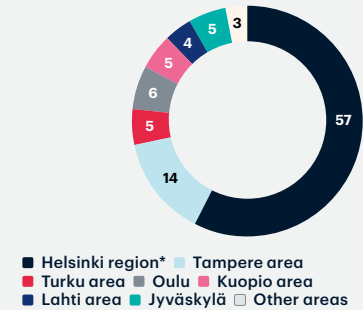 3
5
4
5
6
5
57
14
Helsinki region* Tampere area
Turku area Oulu Kuopio area
Lahti area Jyväskylä Other areas